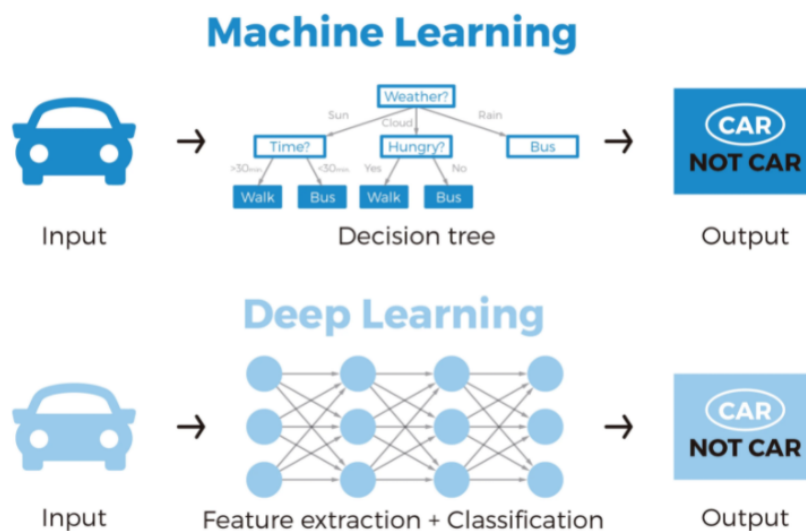 Machine Learning
Weather?
Sun
Cloud
Rain
Time?
Hungry?
Bus
>30min.
<30min.
Yes
No
Walk
Bus
Walk
Bus
CAR
NOT CAR
Input
Decision tree
Output
Deep Learning
CAR
NOT CAR
Input
Feature extraction + Classification
Output